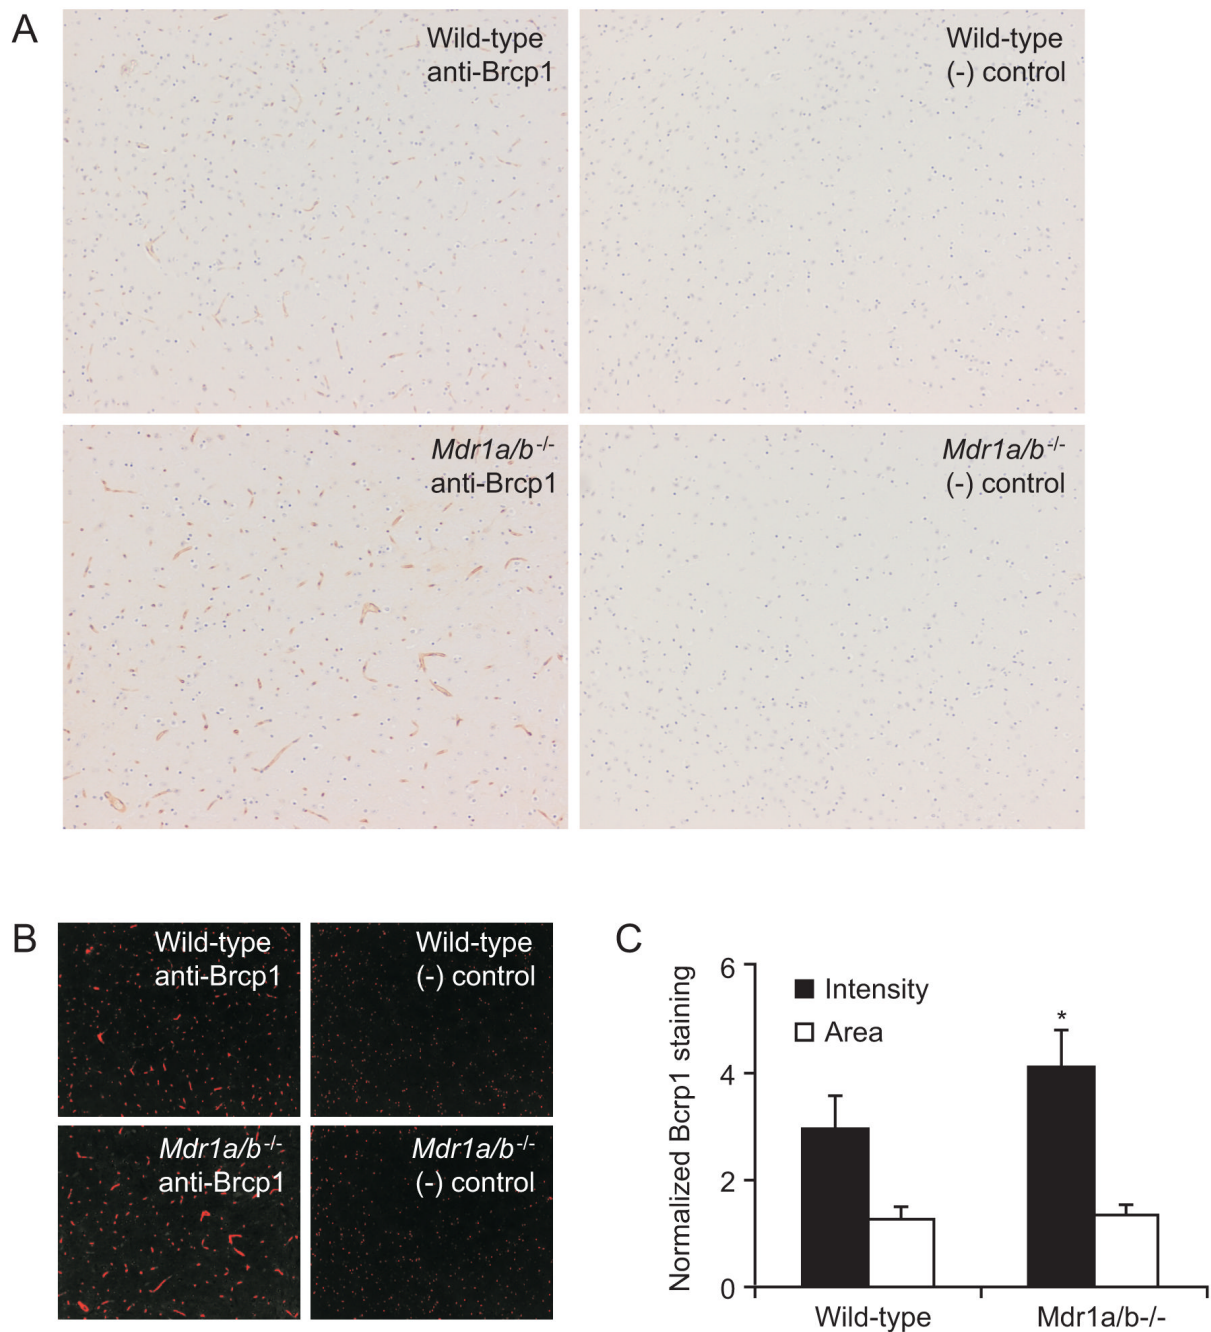 A
Wild-type
anti-Brcp1
Wild-type
(-) control
Mdr1a/b-/-
anti-Brcp1
Mdr1a/b-/-
(-) control
B
Wild-type
anti-Brcp1
Wild-type
(-) control
Mdr1a/b-/-
anti-Brcp1
Mdr1a/b-/-
(-) control
C
Normalized Bcrp1 staining
6
4
2
0
Intensity
Area
*
Wild-type
Mdr1a/b-/-